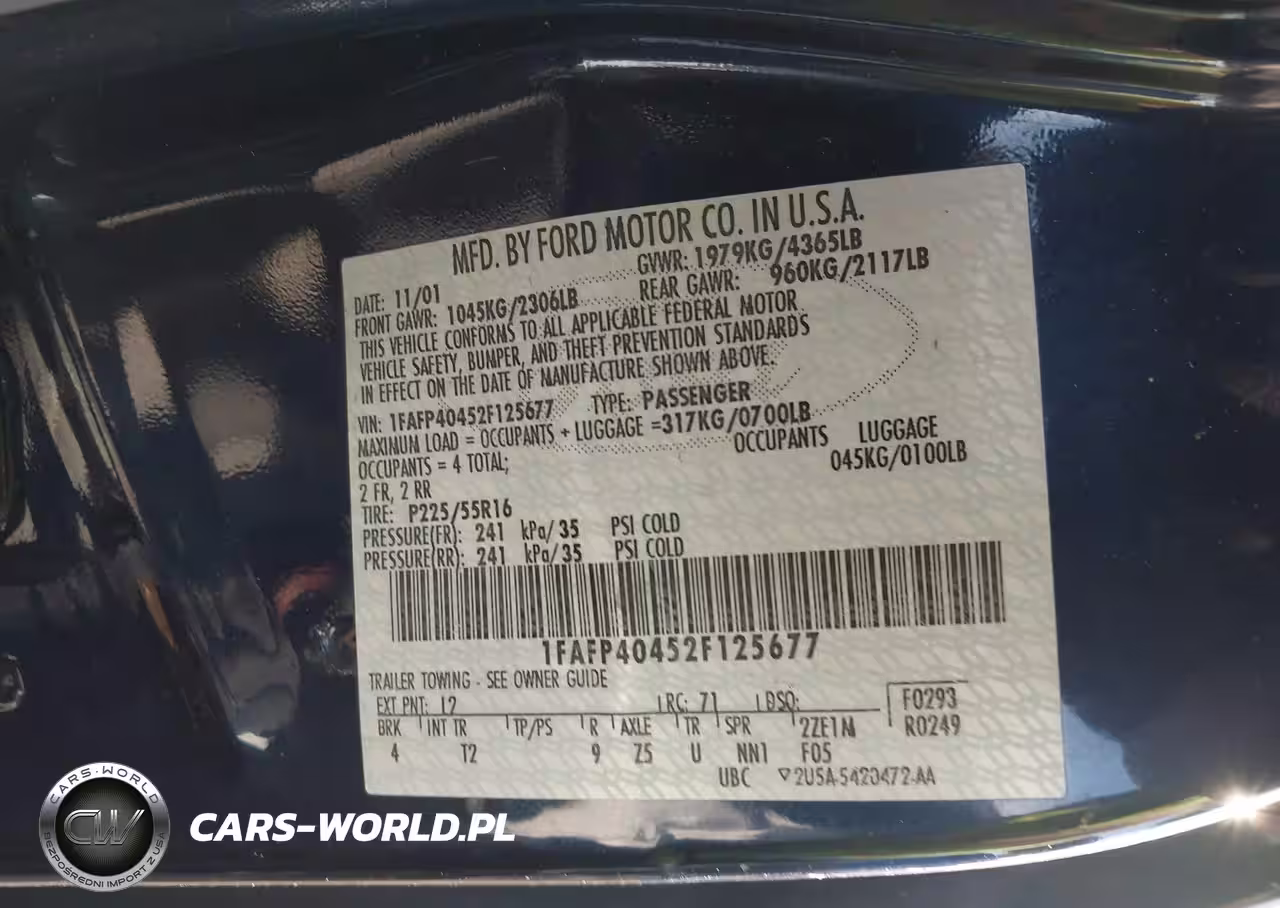 MFD. BY FORD MOTOR CO. IN U.S.A.
DATE: 11/01 GVWR: 1979KG/4365LB
FRONT GAWR: 1045KG/2306LB REAR GAWR: 960KG/2117LB
THIS VEHICLE CONFORMS TO ALL APPLICABLE FEDERAL MOTOR
VEHICLE SAFETY, BUMPER, AND THEFT PREVENTION STANDARDS
IN EFFECT ON THE DATE OF MANUFACTURE SHOWN ABOVE.
VIN: 1FAFP40452F125677 TYPE: PASSENGER
MAXIMUM LOAD = OCCUPANTS + LUGGAGE =317KG/0700LB
OCCUPANTS = 4 TOTAL; OCCUPANTS LUGGAGE
2 FR, 2 RR 045KG/0100LB
TIRE: P225/55R16
PRESSURE(FR): 241 kPa/35 PSI COLD
PRESSURE(RR): 241 kPa/35 PSI COLD
1FAFP40452F125677
TRAILER TOWING - SEE OWNER GUIDE
EXT PNT: L2 RC: 71 DSO: F0293
BRK INT TR TP/PS R AXLE TR SPR 2ZE1M R0249
4 T2 9 Z5 U NN1 F05
UBC ▽2U5A-5420472-AA
CARS-WORLD
CW
BEZPOŚREDNI IMPORT Z USA
CARS-WORLD.PL